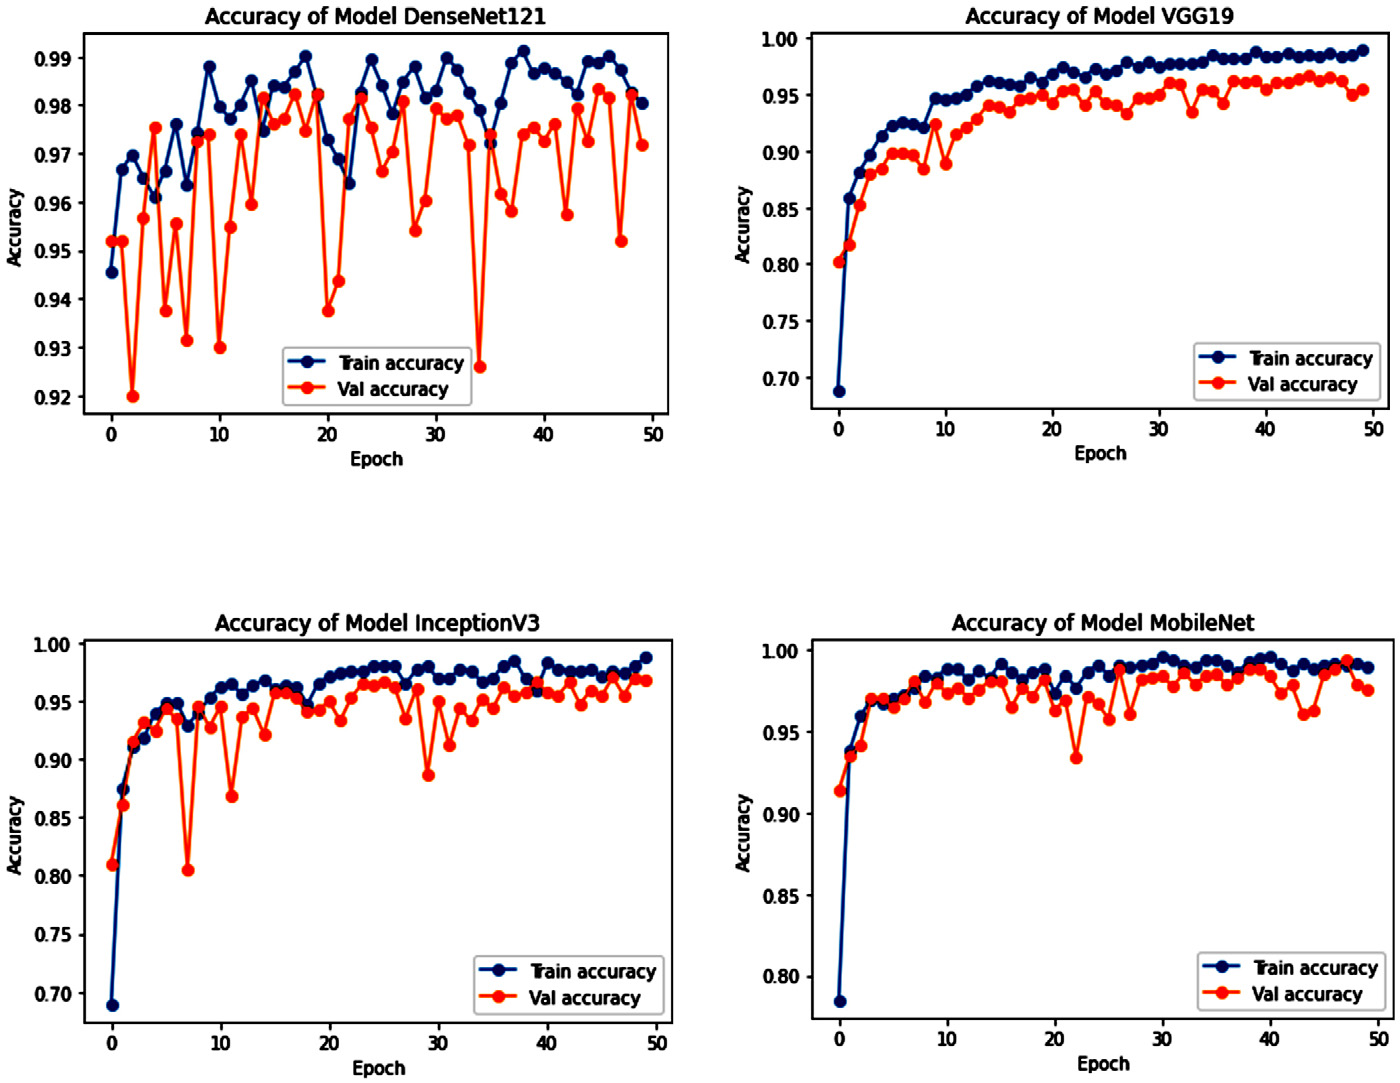 Accuracy of Model DenseNet121
0.99
0.98
0.97
0.96
0.95
0.94
0.93
0.92
Accuracy
Train accuracy
Val accuracy
0 10 20 30 40 50
Epoch
Accuracy of Model VGG19
1.00
0.95
0.90
0.85
0.80
0.75
0.70
Accuracy
Train accuracy
Val accuracy
0 10 20 30 40 50
Epoch
Accuracy of Model InceptionV3
1.00
0.95
0.90
0.85
0.80
0.75
0.70
Accuracy
Train accuracy
Val accuracy
0 10 20 30 40 50
Epoch
Accuracy of Model MobileNet
1.00
0.95
0.90
0.85
0.80
Accuracy
Train accuracy
Val accuracy
0 10 20 30 40 50
Epoch